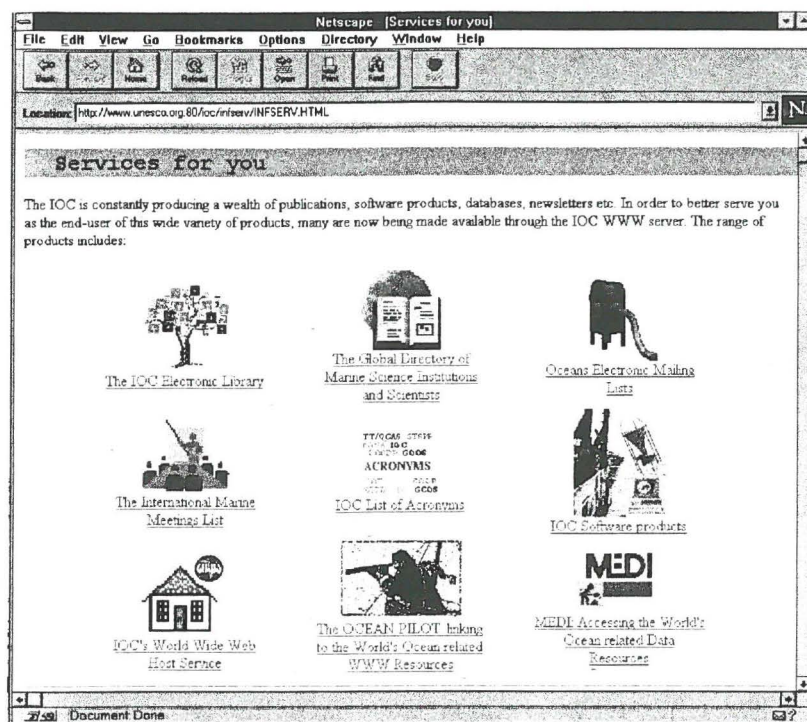 Netscape [Services for you]
File Edit View Go Bookmarks Options Directory Window Help
Back Home Reload Open Print Find Stop
Location: http://www.unesco.org.80/ioc/infserv/INFSERV.HTML
N
Services for you
The IOC is constantly producing a wealth of publications, software products, databases, newsletters etc. In order to better serve you
as the end-user of this wide variety of products, many are now being made available through the IOC WWW server. The range of
products includes:
The IOC Electronic Library
The Global Directory of
Marine Science Institutions
and Scientists
Oceans Electronic Mailing
Lists
The International Marine
Meetings List
IOC
GOOS
ACRONYMS
GCOS
IOC List of Acronyms
IOC Software products
IOC's World Wide Web
Host Service
The OCEAN PILOT linking
to the World's Ocean related
WWW Resources
MEDI
MEDI: Accessing the World's
Ocean related Data
Resources
Document: Done